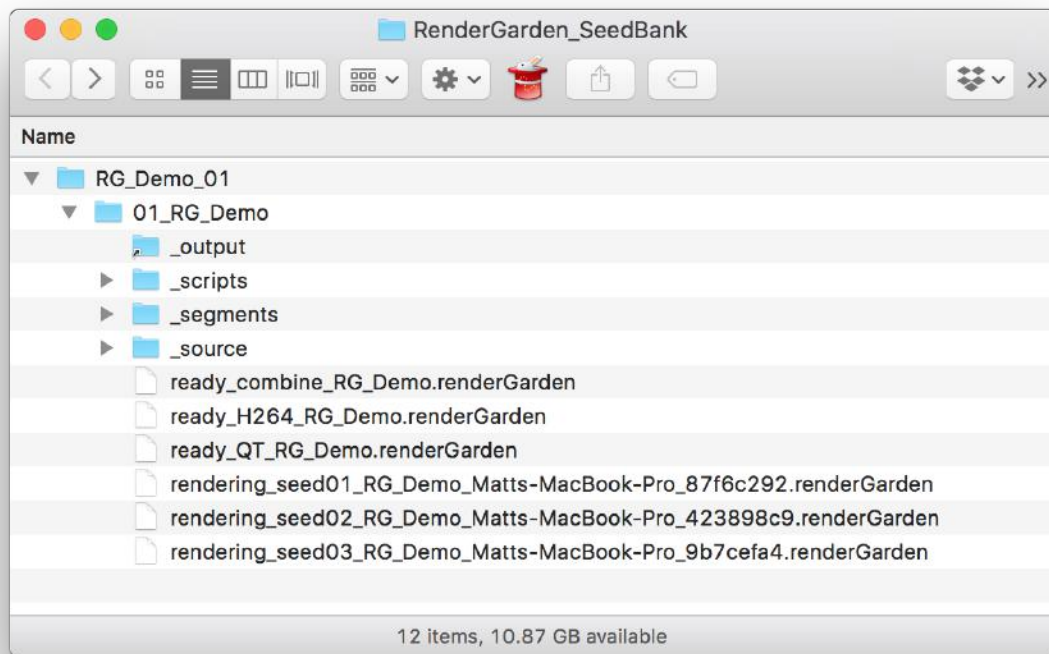 RenderGarden_SeedBank
Name
RG_Demo_01
01_RG_Demo
_output
_scripts
_segments
_source
ready_combine_RG_Demo.renderGarden
ready_H264_RG_Demo.renderGarden
ready_QT_RG_Demo.renderGarden
rendering_seed01_RG_Demo_Matts-MacBook-Pro_87f6c292.renderGarden
rendering_seed02_RG_Demo_Matts-MacBook-Pro_423898c9.renderGarden
rendering_seed03_RG_Demo_Matts-MacBook-Pro_9b7cefa4.renderGarden
12 items, 10.87 GB available